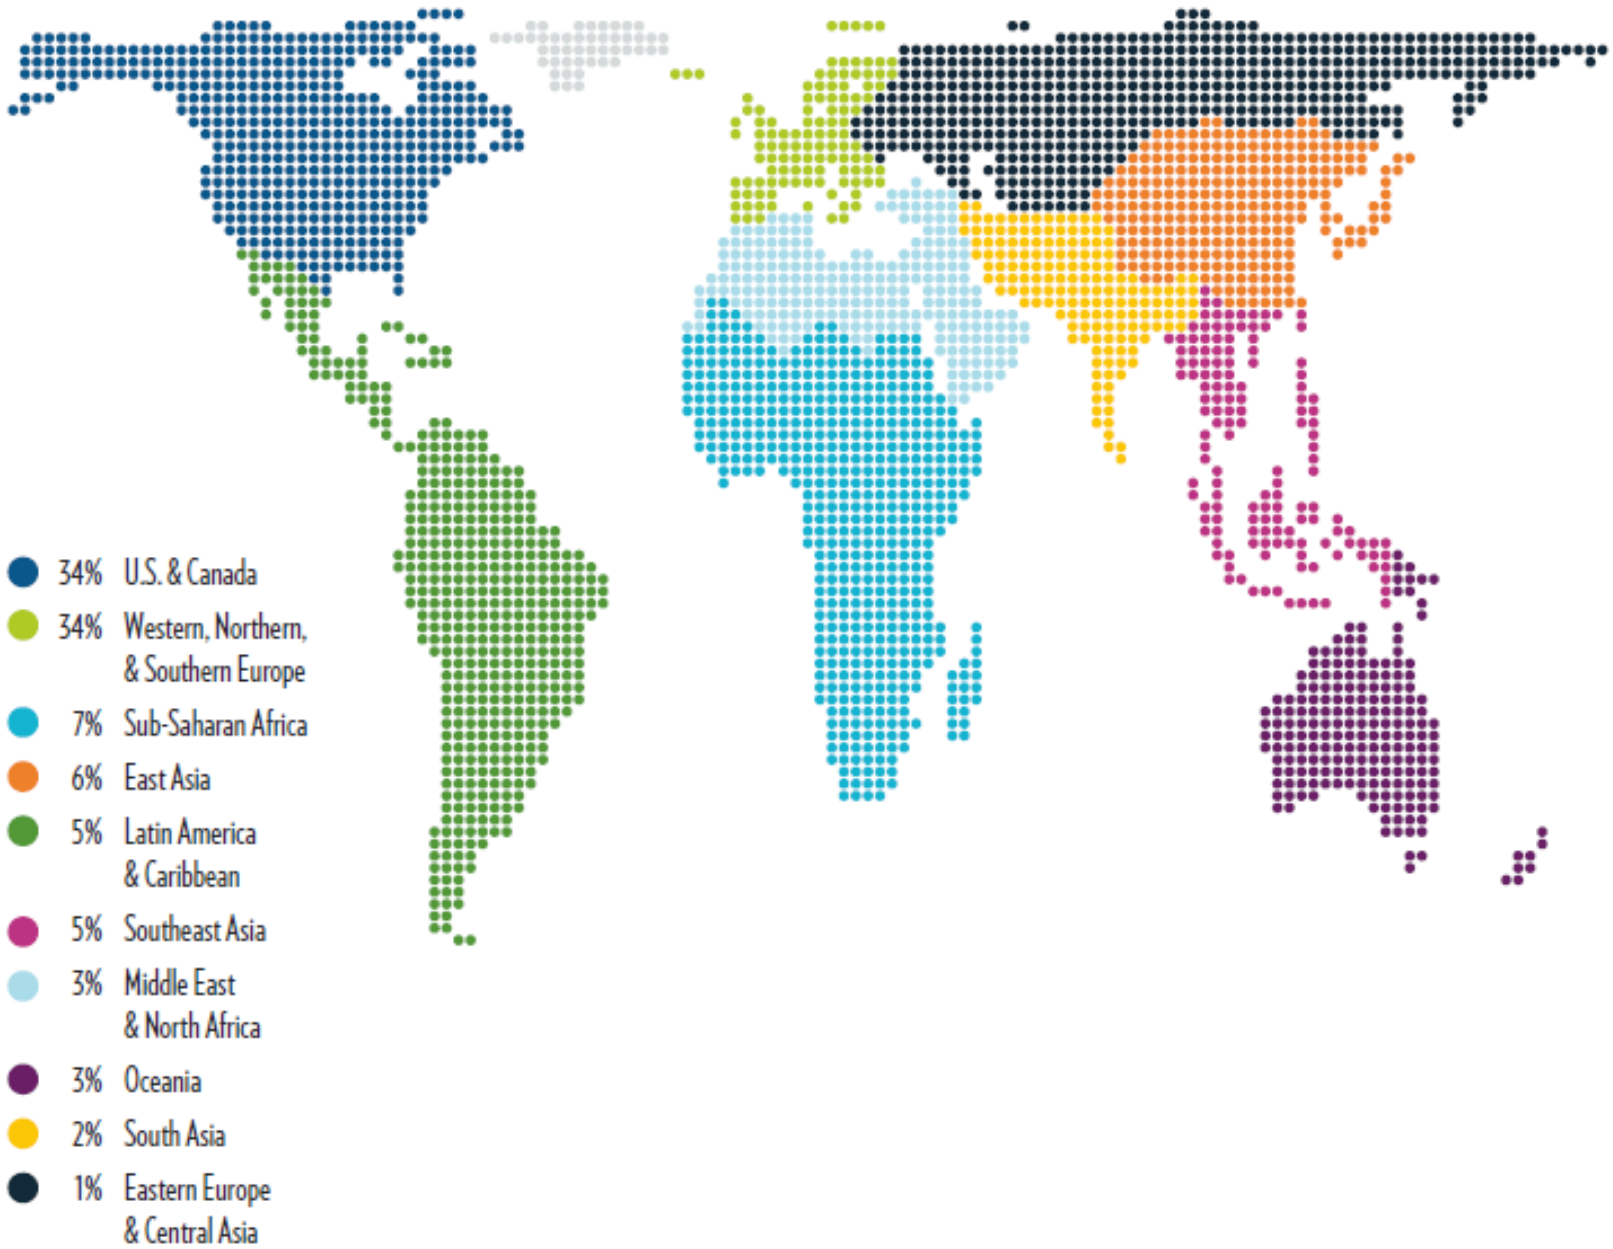 34% U.S. & Canada
34% Western, Northern,
& Southern Europe
7% Sub-Saharan Africa
6% East Asia
5% Latin America
& Caribbean
5% Southeast Asia
3% Middle East
& North Africa
3% Oceania
2% South Asia
1% Eastern Europe
& Central Asia